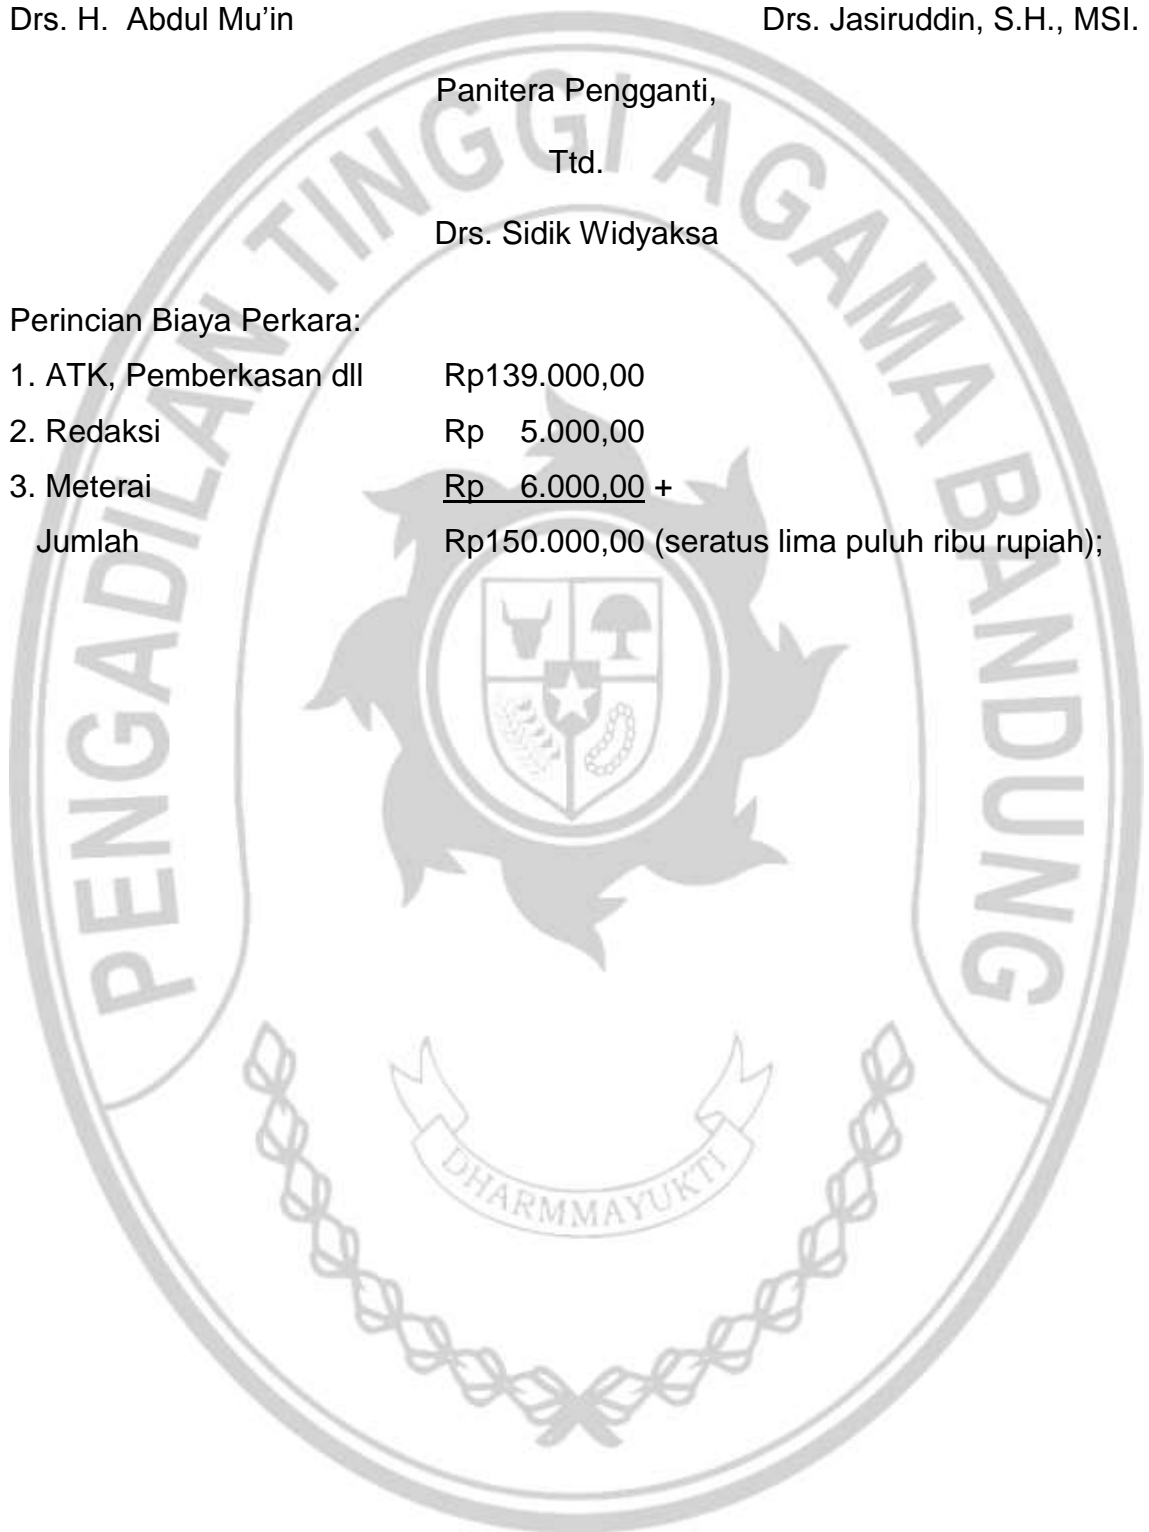 Drs. H. Abdul Mu’in Drs. Jasiruddin, S.H., MSI.
Panitera Pengganti,
Ttd.
Drs. Sidik Widyaksa
Perincian Biaya Perkara:
1. ATK, Pemberkasan dll Rp139.000,00
2. Redaksi Rp 5.000,00
3. Meterai Rp 6.000,00 +
Jumlah Rp150.000,00 (seratus lima puluh ribu rupiah);
PENGADILAN TINGGI AGAMA BANDUNG
DHARMMAYUKTI